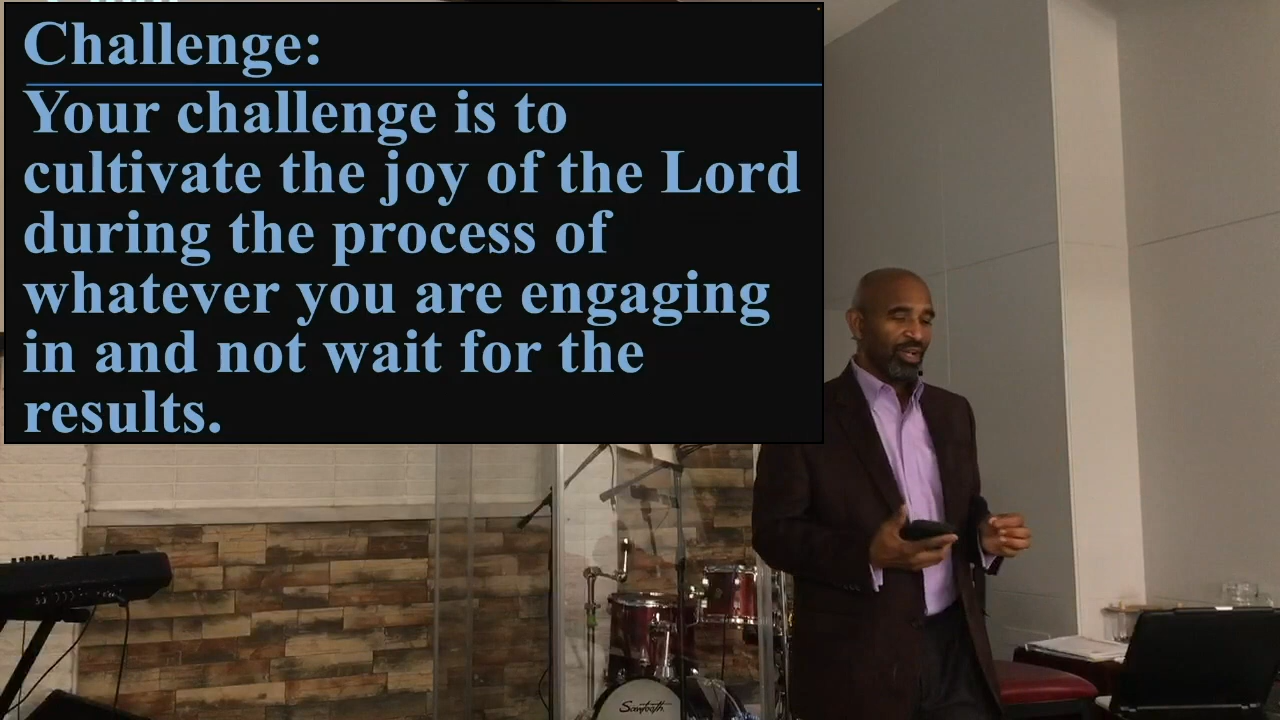 Challenge:
Your challenge is to
cultivate the joy of the Lord
during the process of
whatever you are engaging
in and not wait for the
results.
Sawtooth